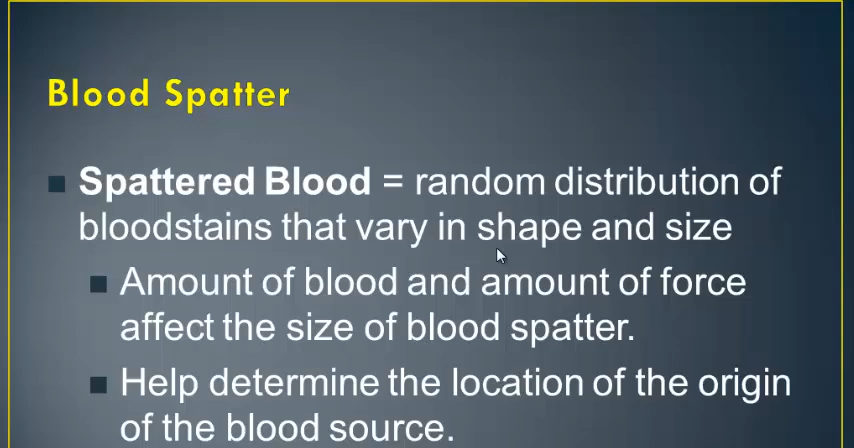 Blood Spatter
Spattered Blood = random distribution of
bloodstains that vary in shape and size
Amount of blood and amount of force
affect the size of blood spatter.
Help determine the location of the origin
of the blood source.